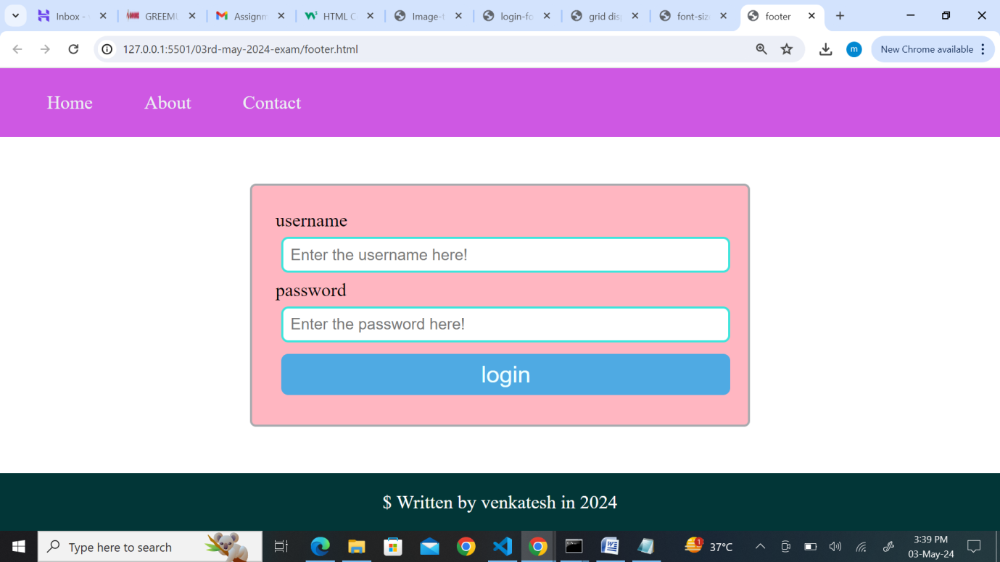 Inbox -
GREEMU
Assignm
HTML C
Image-t
login-fo
grid disp
font-size
footer
127.0.0.1:5501/03rd-may-2024-exam/footer.html
m
New Chrome available
Home About Contact
username
Enter the username here!
password
Enter the password here!
login
$ Written by venkatesh in 2024
Type here to search
1
37°C
3:39 PM
03-May-24